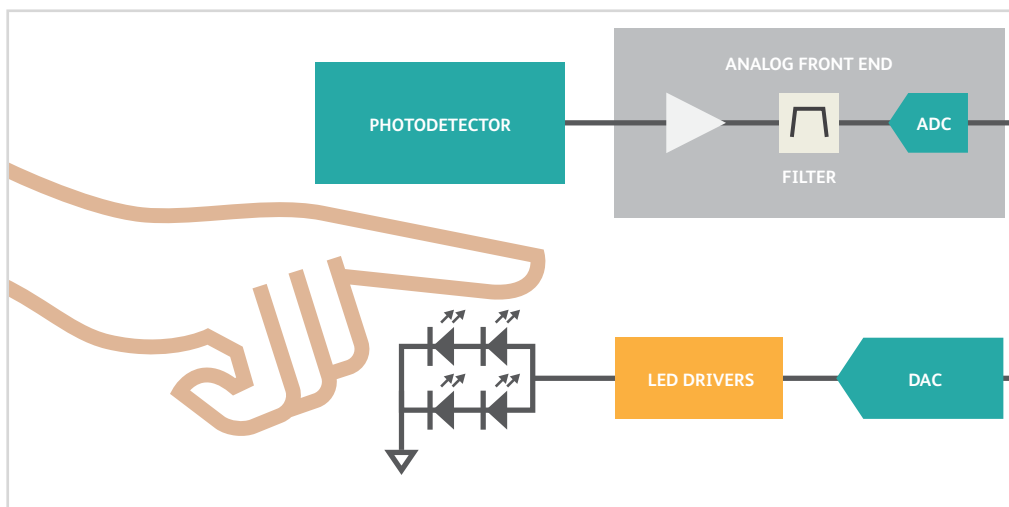 ANALOG FRONT END
PHOTODETECTOR
ADC
FILTER
LED DRIVERS
DAC